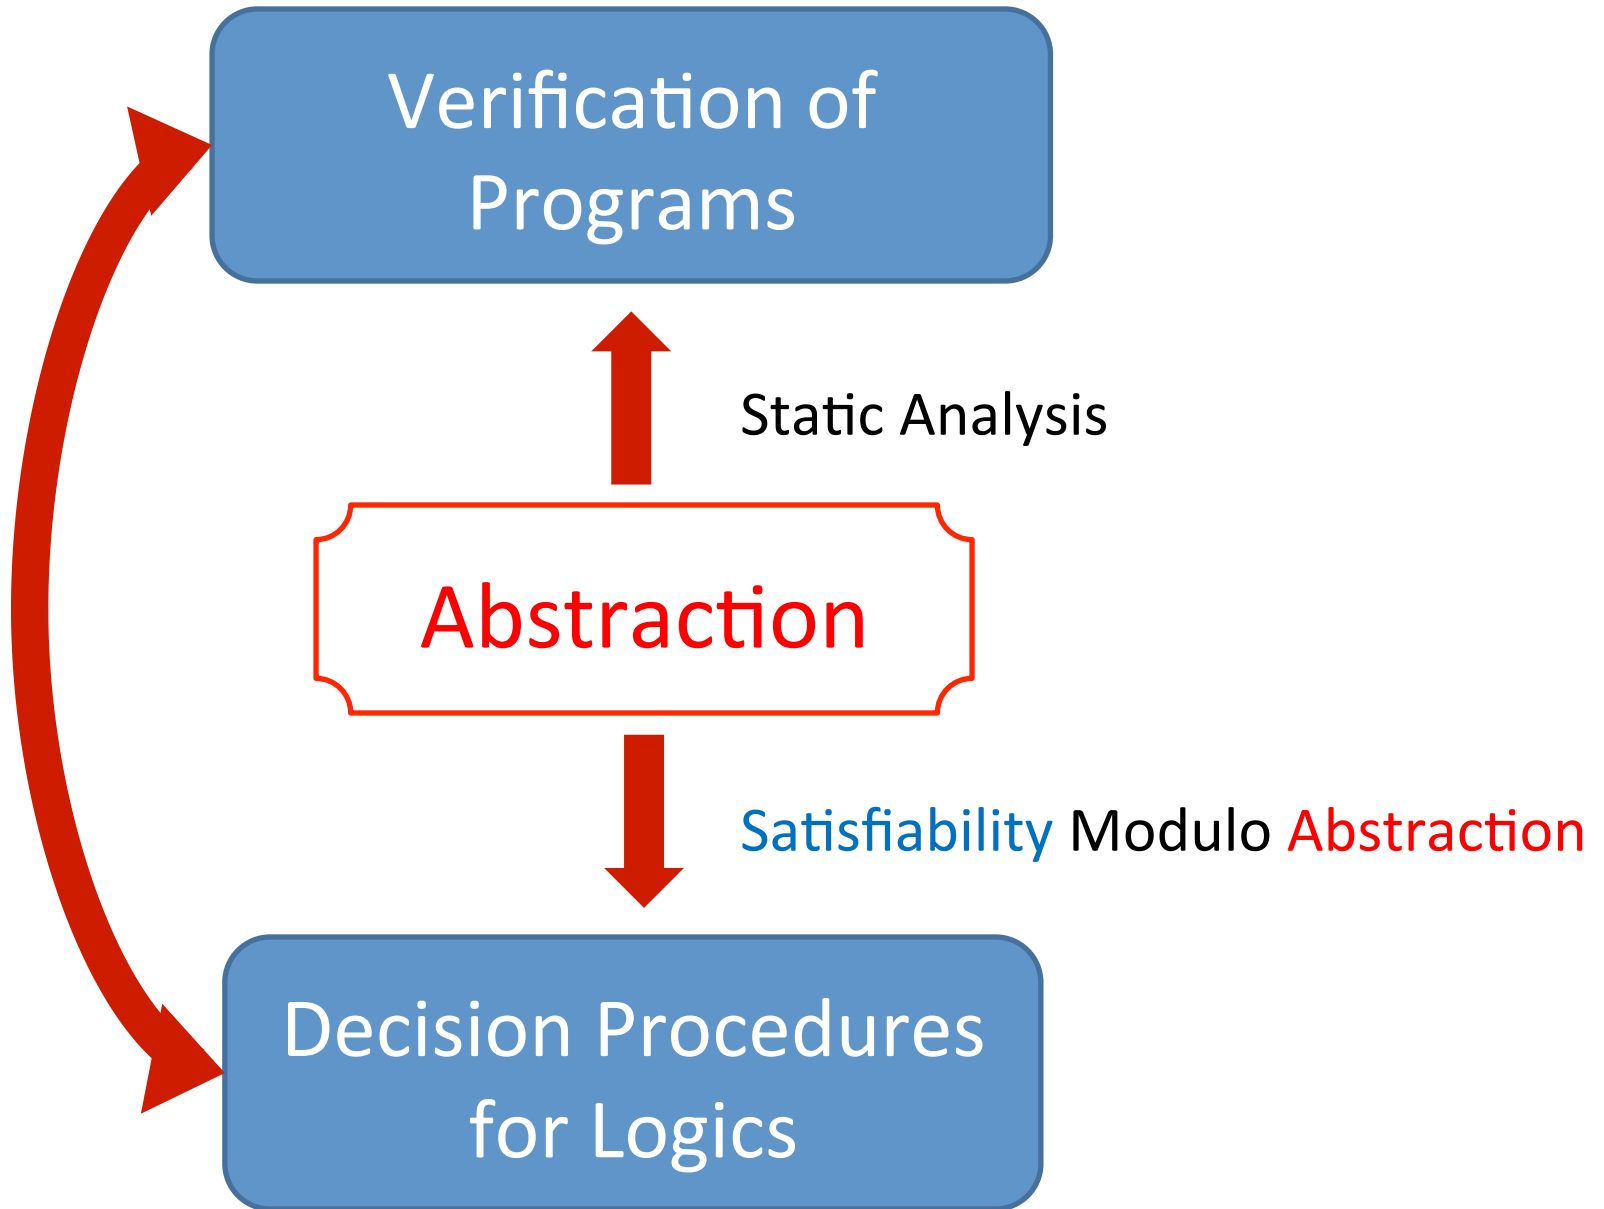 Verification of
Programs
Static Analysis
Abstraction
Satisfiability Modulo Abstraction
Decision Procedures
for Logics